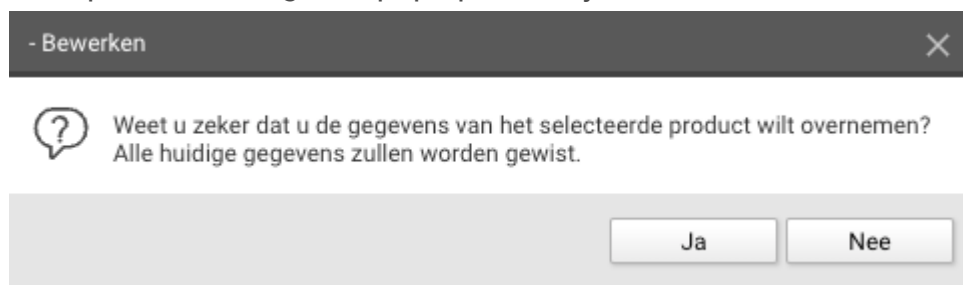 - Bewerken
Weet u zeker dat u de gegevens van het selecteerde product wilt overnemen?
Alle huidige gegevens zullen worden gewist.
Ja Nee